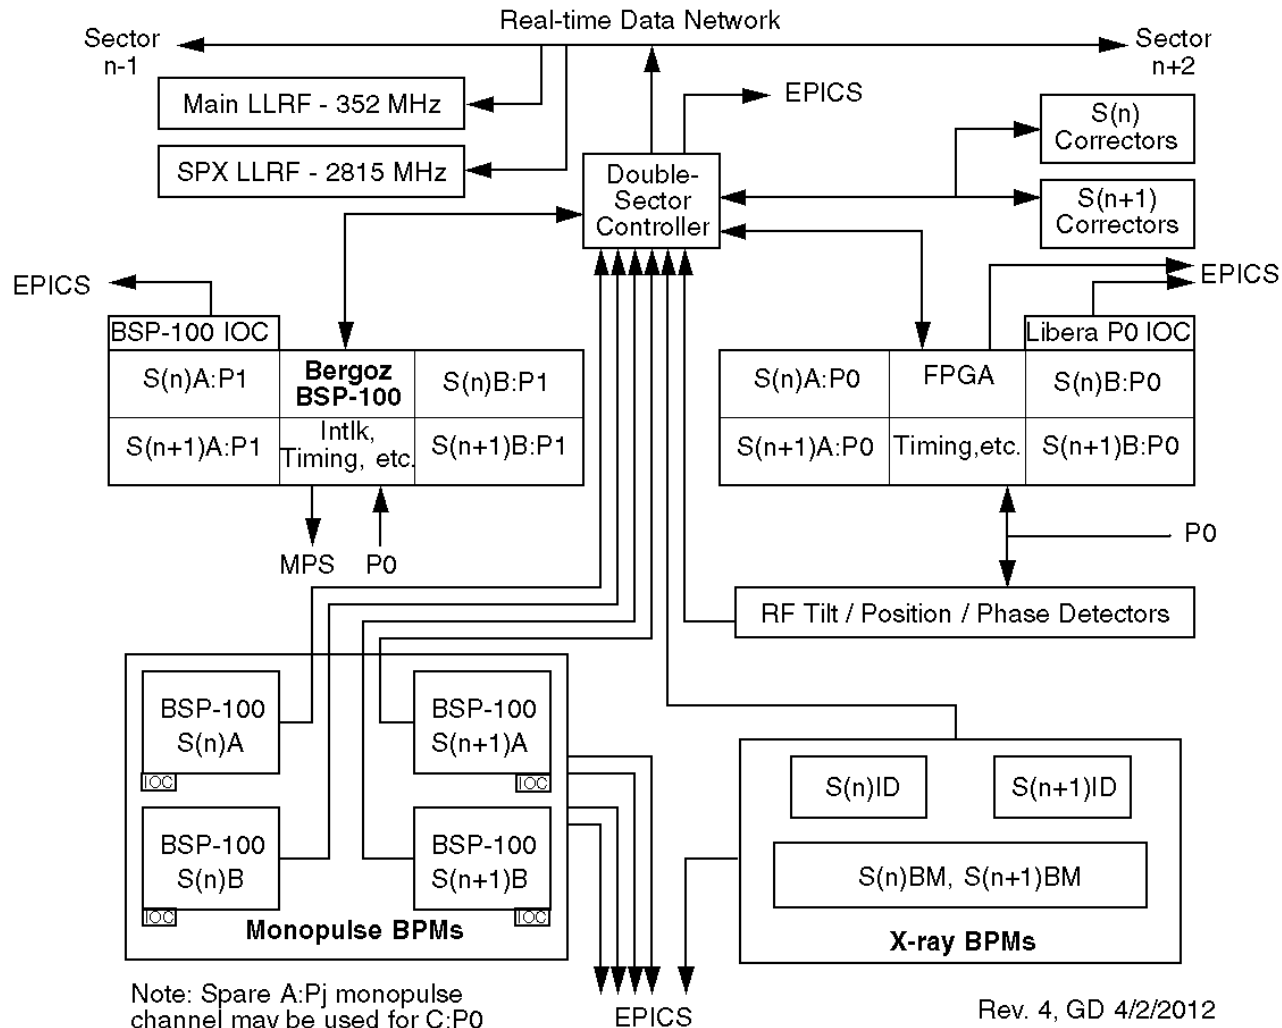 Real-time Data Network
Sector
n-1
Sector
n+2
Main LLRF - 352 MHz
SPX LLRF - 2815 MHz
EPICS
Double-
Sector
Controller
S(n)
Correctors
S(n+1)
Correctors
EPICS
EPICS
BSP-100 IOC
Libera P0 IOC
S(n)A:P1
Bergoz
BSP-100
S(n)B:P1
S(n+1)A:P1
Intlk,
Timing, etc.
S(n+1)B:P1
S(n)A:P0
FPGA
S(n)B:P0
S(n+1)A:P0
Timing,etc.
S(n+1)B:P0
MPS
P0
P0
RF Tilt / Position / Phase Detectors
BSP-100
S(n)A
IOC
BSP-100
S(n+1)A
IOC
BSP-100
S(n)B
IOC
BSP-100
S(n+1)B
IOC
Monopulse BPMs
S(n)ID
S(n+1)ID
S(n)BM, S(n+1)BM
X-ray BPMs
Note: Spare A:Pj monopulse
channel may be used for C:P0
EPICS
Rev. 4, GD 4/2/2012